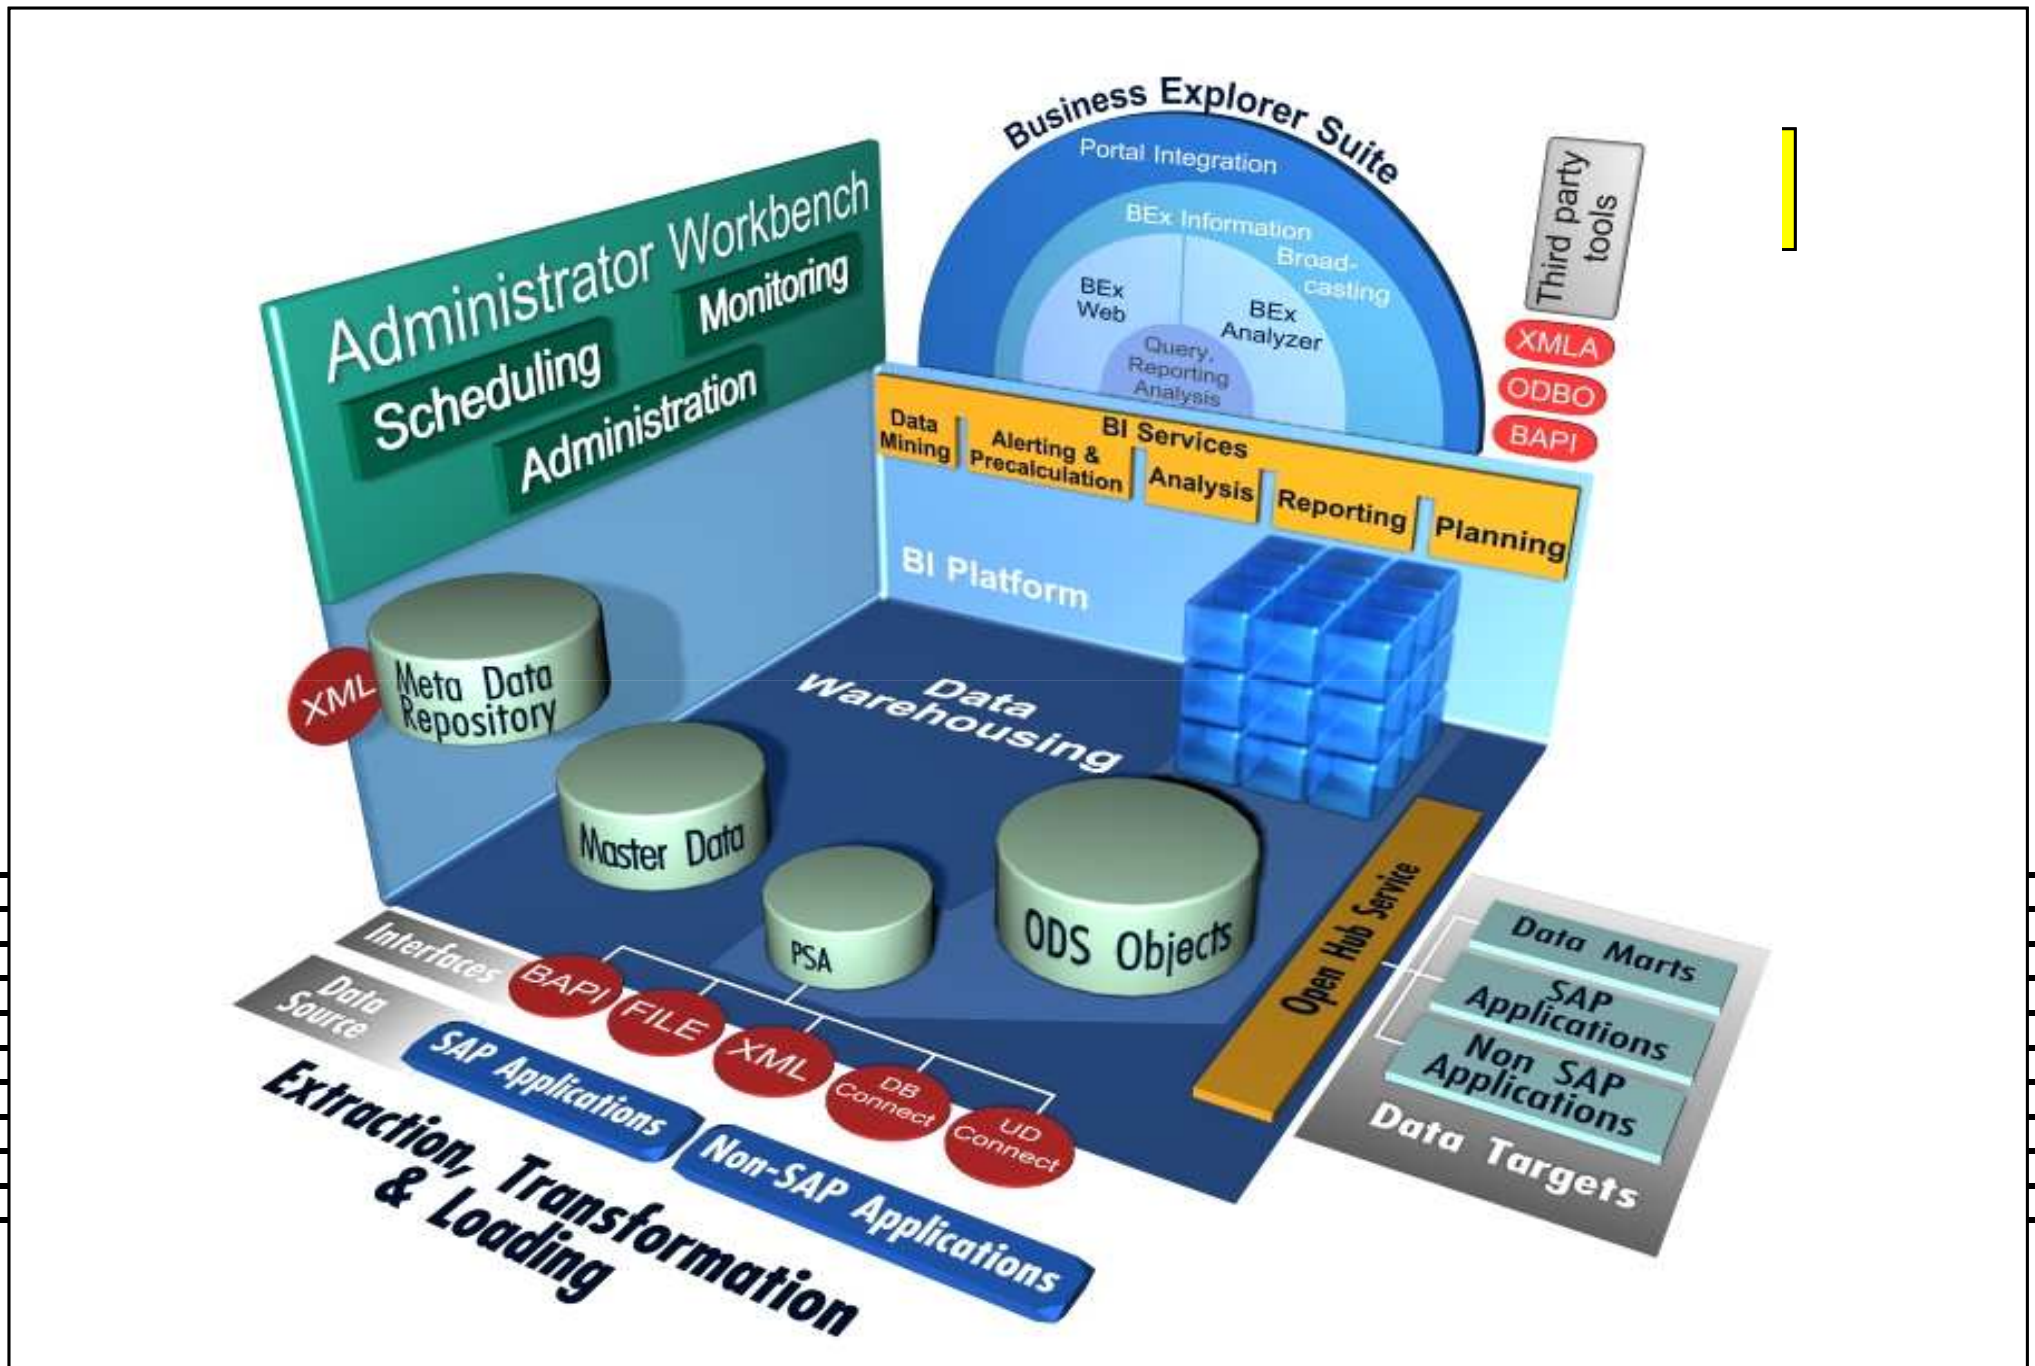 Business Explorer Suite
Portal Integration
BEx Information
Broad-
casting
BEx
Web
BEx
Analyzer
Query,
Reporting
Analysis
Third party
tools
XMLA
ODBO
BAPI
Administrator Workbench
Monitoring
Scheduling
Administration
BI Services
Data
Mining
Alerting &
Precalculation
Analysis
Reporting
Planning
BI Platform
XML
Meta Data
Repository
Data
Warehousing
Master Data
PSA
ODS Objects
Open Hub Service
Interfaces
BAPI
FILE
XML
DB
Connect
UD
Connect
Data
Source
SAP Applications
Non-SAP Applications
Extraction, Transformation
& Loading
Data Marts
SAP
Applications
Non SAP
Applications
Data Targets